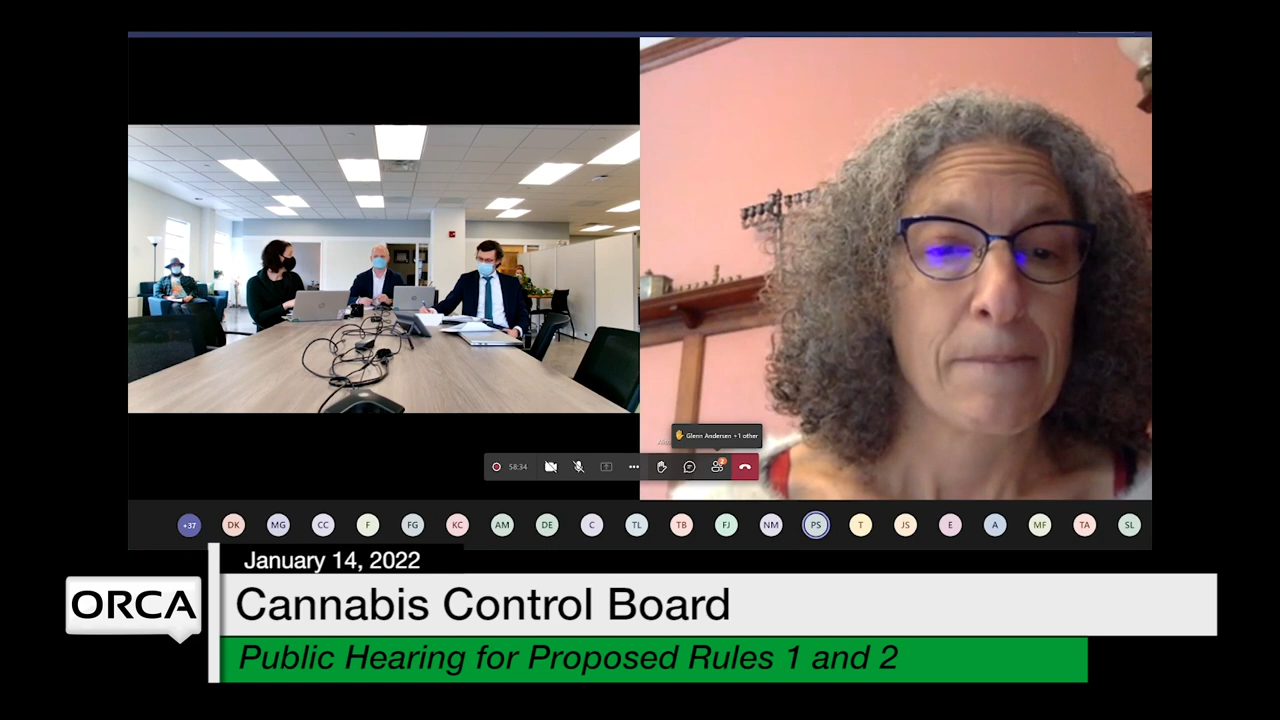 Glenn Andersen +1 other
58:34
+37 DK MG CC F FG KC AM DE C TL TB FJ NM PS T JS E A MF TA SL
January 14, 2022
ORCA
Cannabis Control Board
Public Hearing for Proposed Rules 1 and 2